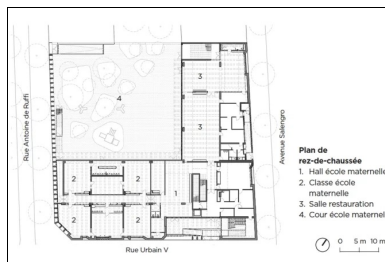 Rue Antoine de Ruffi
4
3
3
Avenue Salengro
2
2
1
2
2
Rue Urbain V
Plan de
rez-de-chaussée
1. Hall école maternelle
2. Classe école
maternelle
3. Salle restauration
4. Cour école maternelle
0 5 m 10 m